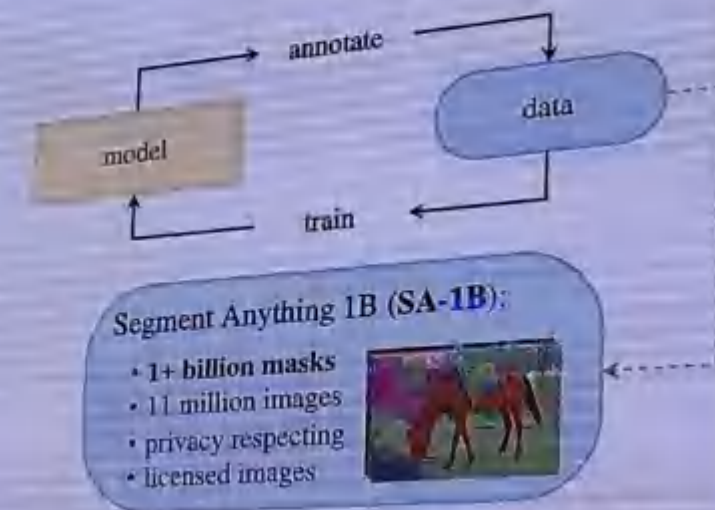 annotate
data
model
train
Segment Anything 1B (SA-1B):
• 1+ billion masks
• 11 million images
• privacy respecting
• licensed images